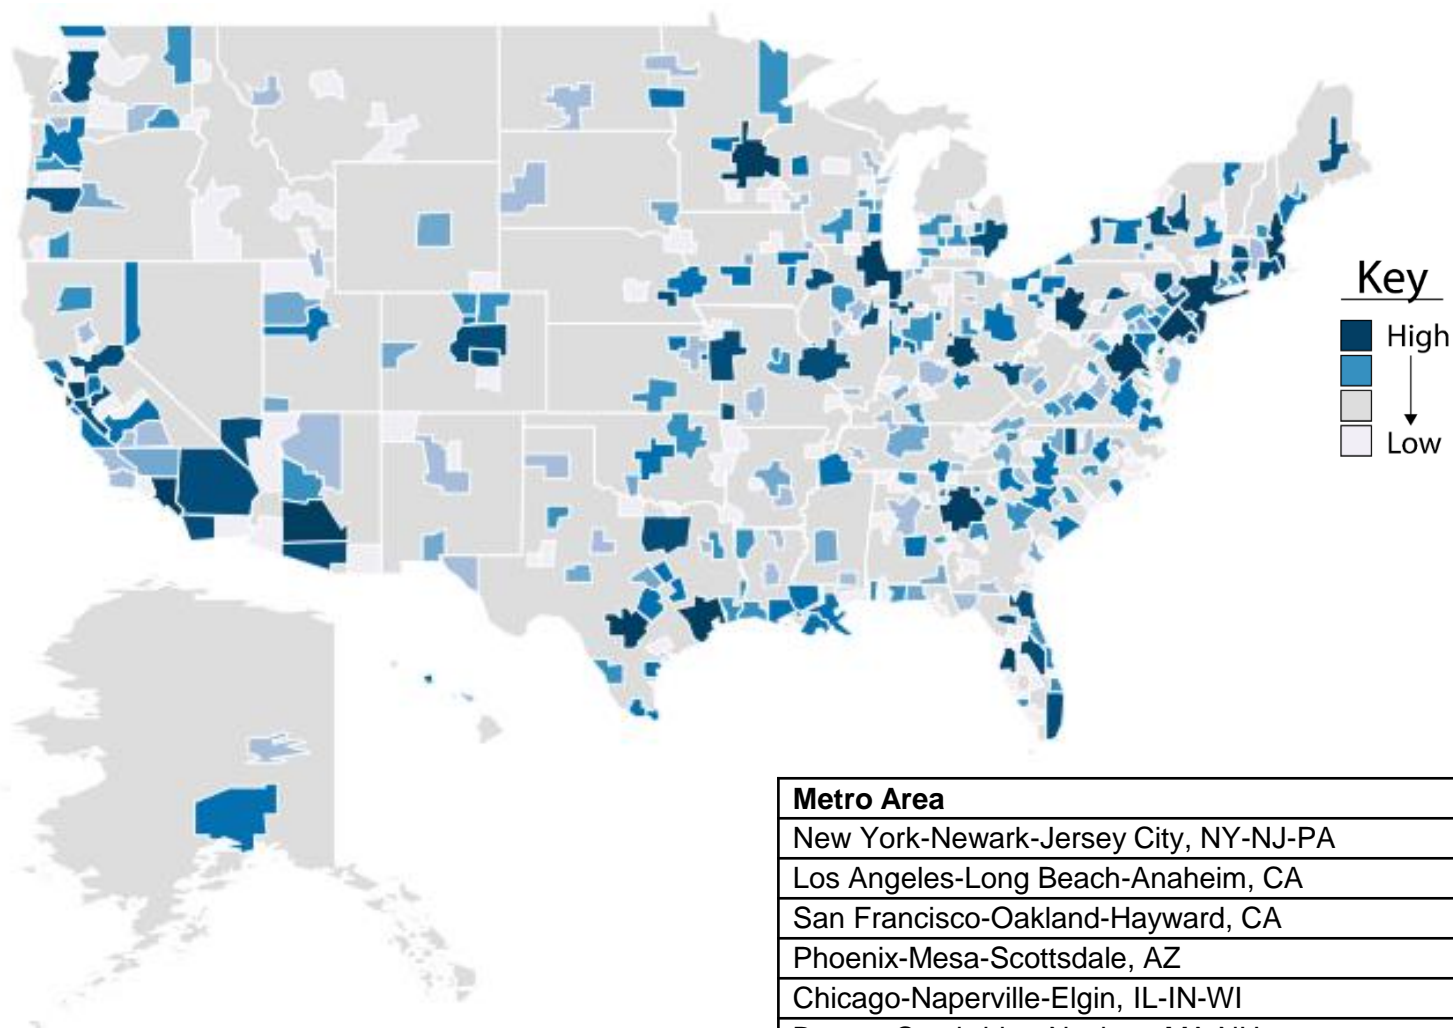 Key
High
Low
Metro Area
New York-Newark-Jersey City, NY-NJ-PA
Los Angeles-Long Beach-Anaheim, CA
San Francisco-Oakland-Hayward, CA
Phoenix-Mesa-Scottsdale, AZ
Chicago-Naperville-Elgin, IL-IN-WI